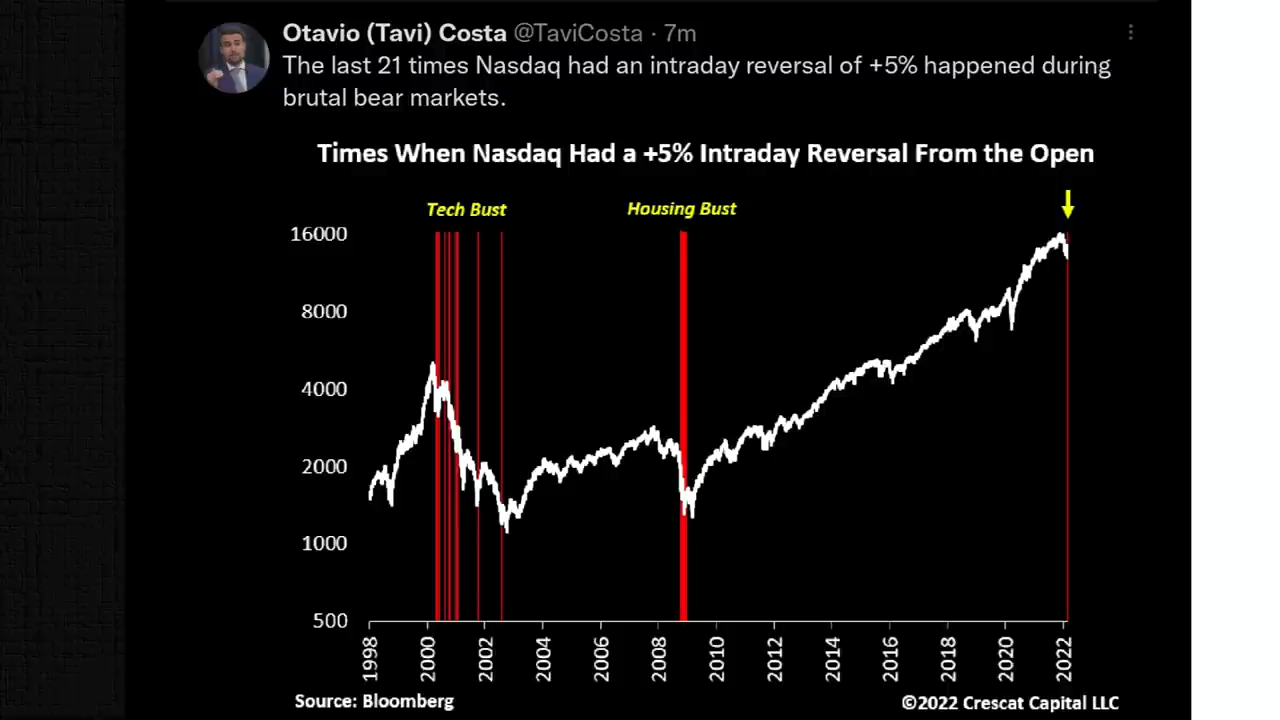 Otavio (Tavi) Costa @TaviCosta · 7m
The last 21 times Nasdaq had an intraday reversal of +5% happened during
brutal bear markets.
Times When Nasdaq Had a +5% Intraday Reversal From the Open
Tech Bust
Housing Bust
16000
8000
4000
2000
1000
500
1998
2000
2002
2004
2006
2008
2010
2012
2014
2016
2018
2020
2022
Source: Bloomberg
©2022 Crescat Capital LLC